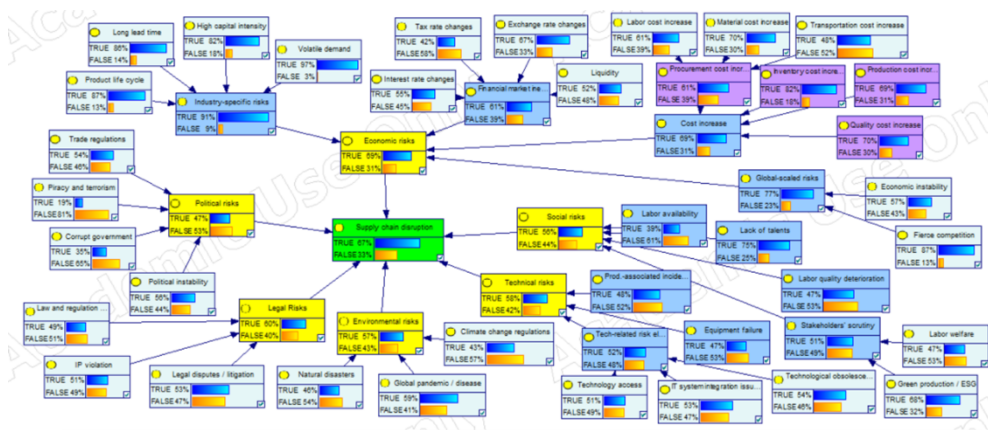 Long lead time
TRUE 86%
FALSE 14%
High capital intensity
TRUE 82%
FALSE 18%
Volatile demand
TRUE 97%
FALSE 3%
Product life cycle
TRUE 87%
FALSE 13%
Industry-specific risks
TRUE 91%
FALSE 9%
Tax rate changes
TRUE 42%
FALSE 58%
Exchange rate changes
TRUE 67%
FALSE 33%
Interest rate changes
TRUE 55%
FALSE 45%
Financial market ine...
TRUE 61%
FALSE 39%
Liquidity
TRUE 52%
FALSE 48%
Labor cost increase
TRUE 61%
FALSE 39%
Material cost increase
TRUE 70%
FALSE 30%
Transportation cost increase
TRUE 48%
FALSE 52%
Procurement cost incr...
TRUE 61%
FALSE 39%
Inventory cost incre...
TRUE 82%
FALSE 18%
Production cost incr...
TRUE 69%
FALSE 31%
Cost increase
TRUE 69%
FALSE 31%
Quality cost increase
TRUE 70%
FALSE 30%
Economic risks
TRUE 69%
FALSE 31%
Global-scaled risks
TRUE 77%
FALSE 23%
Economic instability
TRUE 57%
FALSE 43%
Fierce competition
TRUE 87%
FALSE 13%
Trade regulations
TRUE 54%
FALSE 46%
Piracy and terrorism
TRUE 19%
FALSE 81%
Corrupt government
TRUE 35%
FALSE 65%
Political instability
TRUE 56%
FALSE 44%
Political risks
TRUE 47%
FALSE 53%
Supply chain disruption
TRUE 67%
FALSE 33%
Social risks
TRUE 56%
FALSE 44%
Labor availability
TRUE 39%
FALSE 61%
Lack of talents
TRUE 75%
FALSE 25%
Labor quality deterioration
TRUE 47%
FALSE 53%
Technical risks
TRUE 58%
FALSE 42%
Prod.-associated incide...
TRUE 48%
FALSE 52%
Equipment failure
TRUE 47%
FALSE 53%
Tech-related risk ef...
TRUE 52%
FALSE 48%
Stakeholders' scrutiny
TRUE 51%
FALSE 49%
Labor welfare
TRUE 47%
FALSE 53%
Green production / ESG
TRUE 68%
FALSE 32%
Technology access
TRUE 51%
FALSE 49%
IT system integration issu...
TRUE 53%
FALSE 47%
Technological obsolesce...
TRUE 54%
FALSE 46%
Law and regulation ...
TRUE 49%
FALSE 51%
IP violation
TRUE 51%
FALSE 49%
Legal disputes / litigation
TRUE 53%
FALSE 47%
Legal Risks
TRUE 60%
FALSE 40%
Environmental risks
TRUE 57%
FALSE 43%
Natural disasters
TRUE 46%
FALSE 54%
Climate change regulations
TRUE 43%
FALSE 57%
Global pandemic / disease
TRUE 59%
FALSE 41%